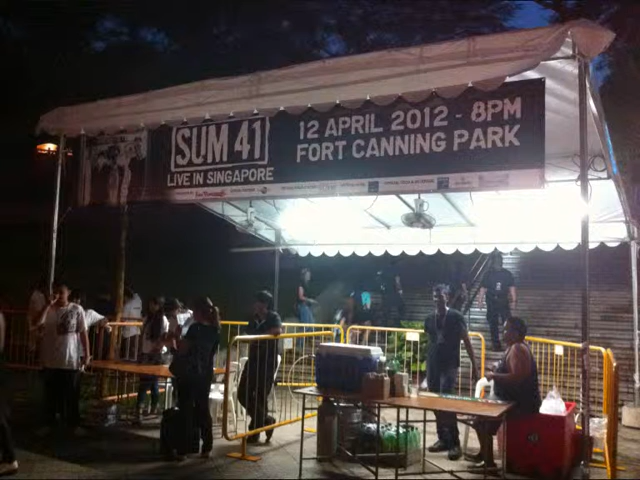 SUM 41
LIVE IN SINGAPORE
12 APRIL 2012 - 8PM
FORT CANNING PARK